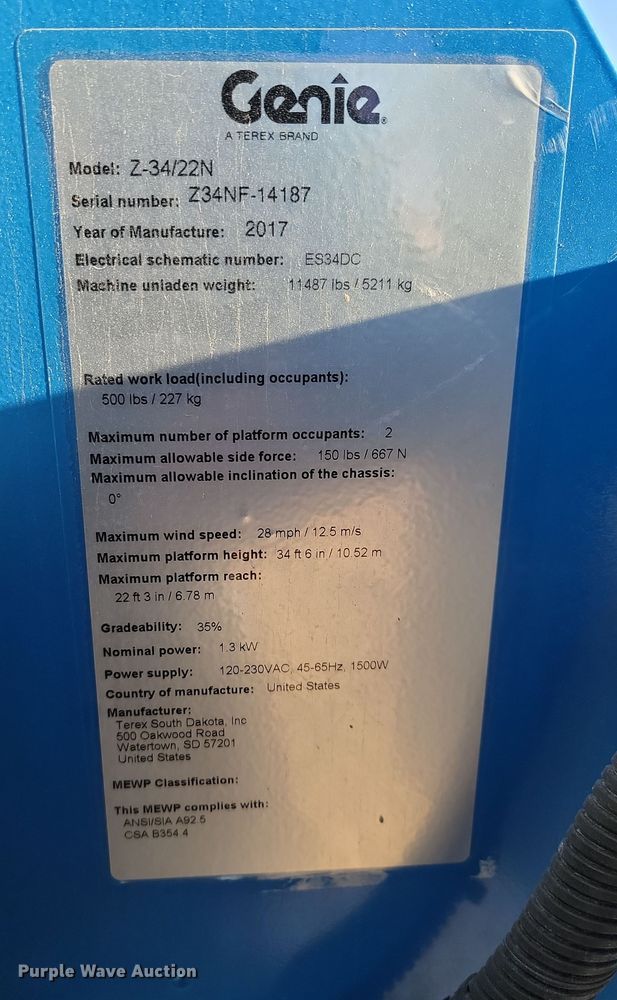 Genie®
A TEREX BRAND
Model: Z-34/22N
Serial number: Z34NF-14187
Year of Manufacture: 2017
Electrical schematic number: ES34DC
Machine unladen weight: 11487 lbs / 5211 kg
Rated work load(including occupants):
500 lbs / 227 kg
Maximum number of platform occupants: 2
Maximum allowable side force: 150 lbs / 667 N
Maximum allowable inclination of the chassis:
0°
Maximum wind speed: 28 mph / 12.5 m/s
Maximum platform height: 34 ft 6 in / 10.52 m
Maximum platform reach:
22 ft 3 in / 6.78 m
Gradeability: 35%
Nominal power: 1.3 kW
Power supply: 120-230VAC, 45-65Hz, 1500W
Country of manufacture: United States
Manufacturer:
Terex South Dakota, Inc
500 Oakwood Road
Watertown, SD 57201
United States
MEWP Classification:
This MEWP complies with:
ANSI/SIA A92.5
CSA B354.4
Purple Wave Auction